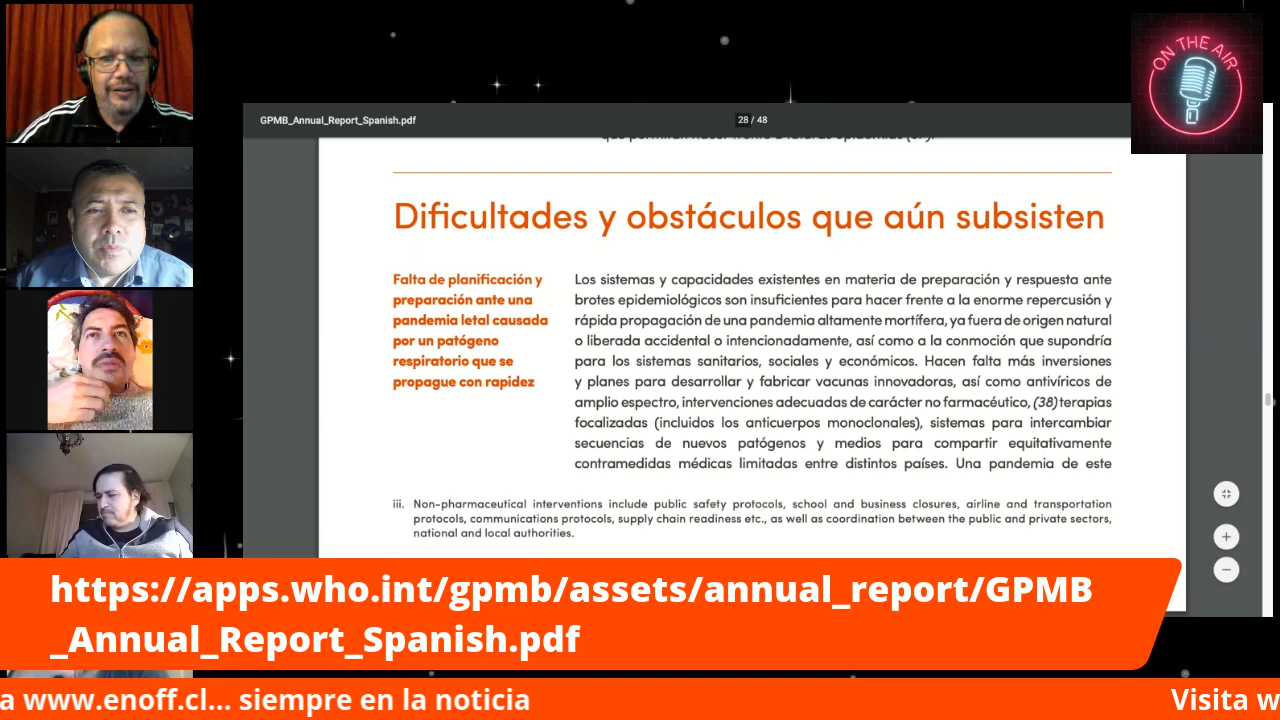 ON THE AIR
GPMB_Annual_Report_Spanish.pdf
28 / 48
Dificultades y obstáculos que aún subsisten
Falta de planificación y
preparación ante una
pandemia letal causada
por un patógeno
respiratorio que se
propague con rapidez
Los sistemas y capacidades existentes en materia de preparación y respuesta ante
brotes epidemiológicos son insuficientes para hacer frente a la enorme repercusión y
rápida propagación de una pandemia altamente mortífera, ya fuera de origen natural
o liberada accidental o intencionadamente, así como a la conmoción que supondría
para los sistemas sanitarios, sociales y económicos. Hacen falta más inversiones
y planes para desarrollar y fabricar vacunas innovadoras, así como antivíricos de
amplio espectro, intervenciones adecuadas de carácter no farmacéutico, (38) terapias
focalizadas (incluidos los anticuerpos monoclonales), sistemas para intercambiar
secuencias de nuevos patógenos y medios para compartir equitativamente
contramedidas médicas limitadas entre distintos países. Una pandemia de este
iii. Non-pharmaceutical interventions include public safety protocols, school and business closures, airline and transportation
protocols, communications protocols, supply chain readiness etc., as well as coordination between the public and private sectors,
national and local authorities.
https://apps.who.int/gpmb/assets/annual_report/GPMB
_Annual_Report_Spanish.pdf
a www.enoff.cl... siempre en la noticia
Visita w